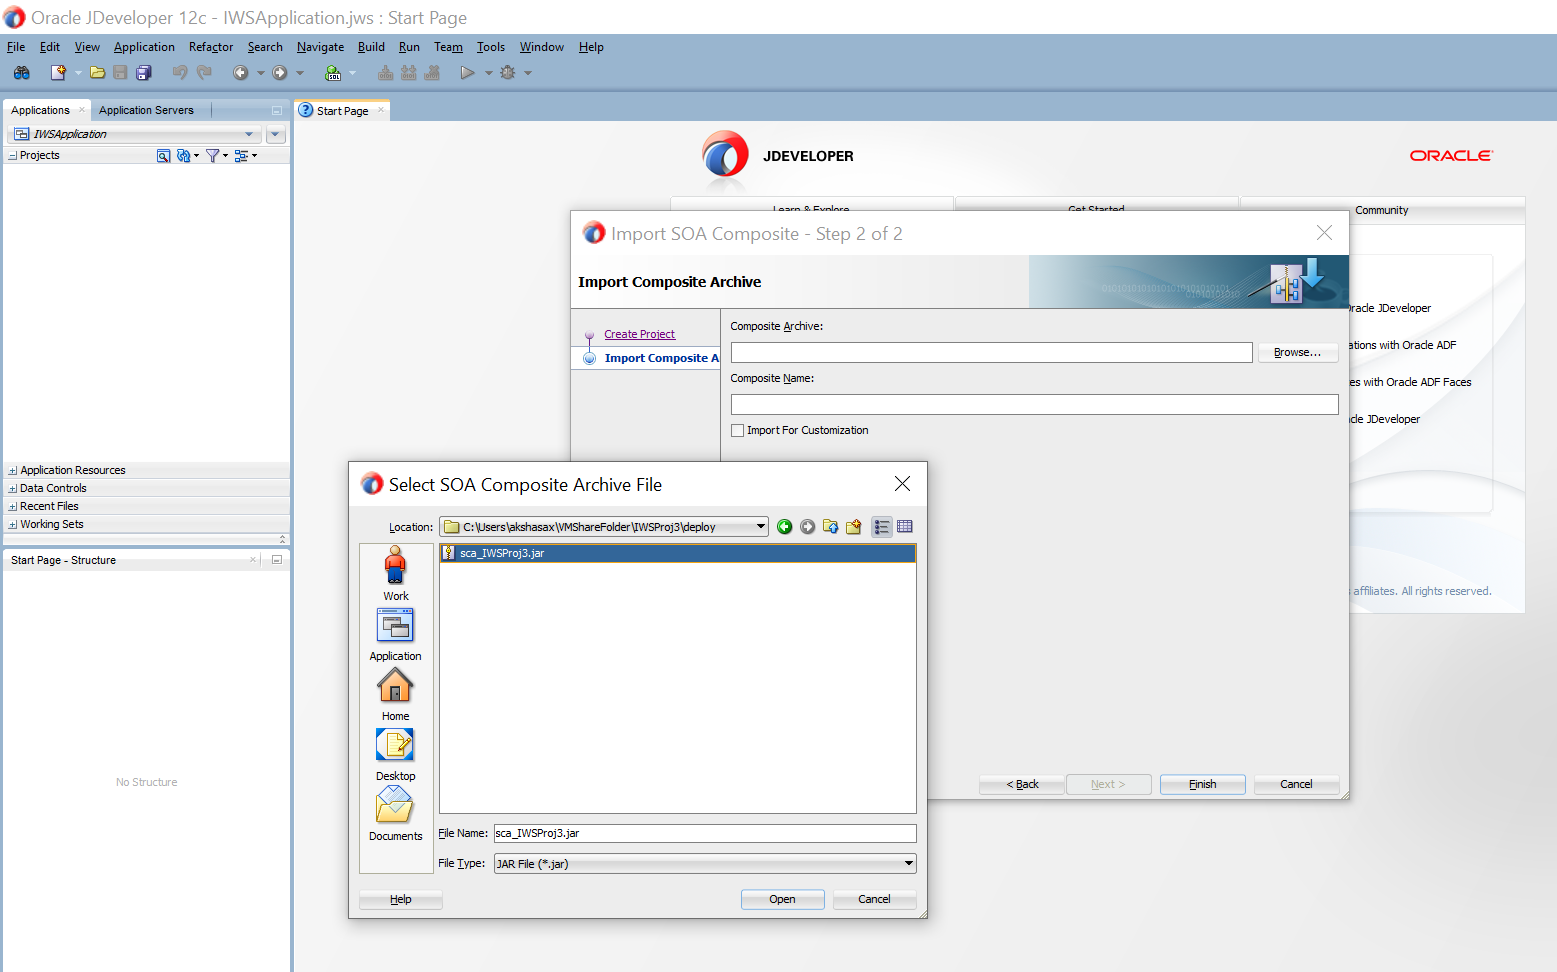 Oracle JDeveloper 12c - IWSApplication.jws : Start Page
File Edit View Application Refactor Search Navigate Build Run Team Tools Window Help
SQL
Applications Application Servers
Start Page
IWSApplication
Projects
JDEVELOPER
ORACLE
Learn & Explore Get Started Community
Import SOA Composite - Step 2 of 2
Import Composite Archive
Create Project
Import Composite A
Composite Archive:
Browse...
Composite Name:
Import For Customization
racle JDeveloper
ations with Oracle ADF
es with Oracle ADF Faces
cle JDeveloper
affiliates. All rights reserved.
Application Resources
Data Controls
Recent Files
Working Sets
Start Page - Structure
No Structure
Select SOA Composite Archive File
Location: C:\Users\akshasax\VMShareFolder\IWSProj3\deploy
sca_IWSProj3.jar
Work
Application
Home
Desktop
Documents
File Name: sca_IWSProj3.jar
File Type: JAR File (*.jar)
Help Open Cancel
< Back Next > Finish Cancel